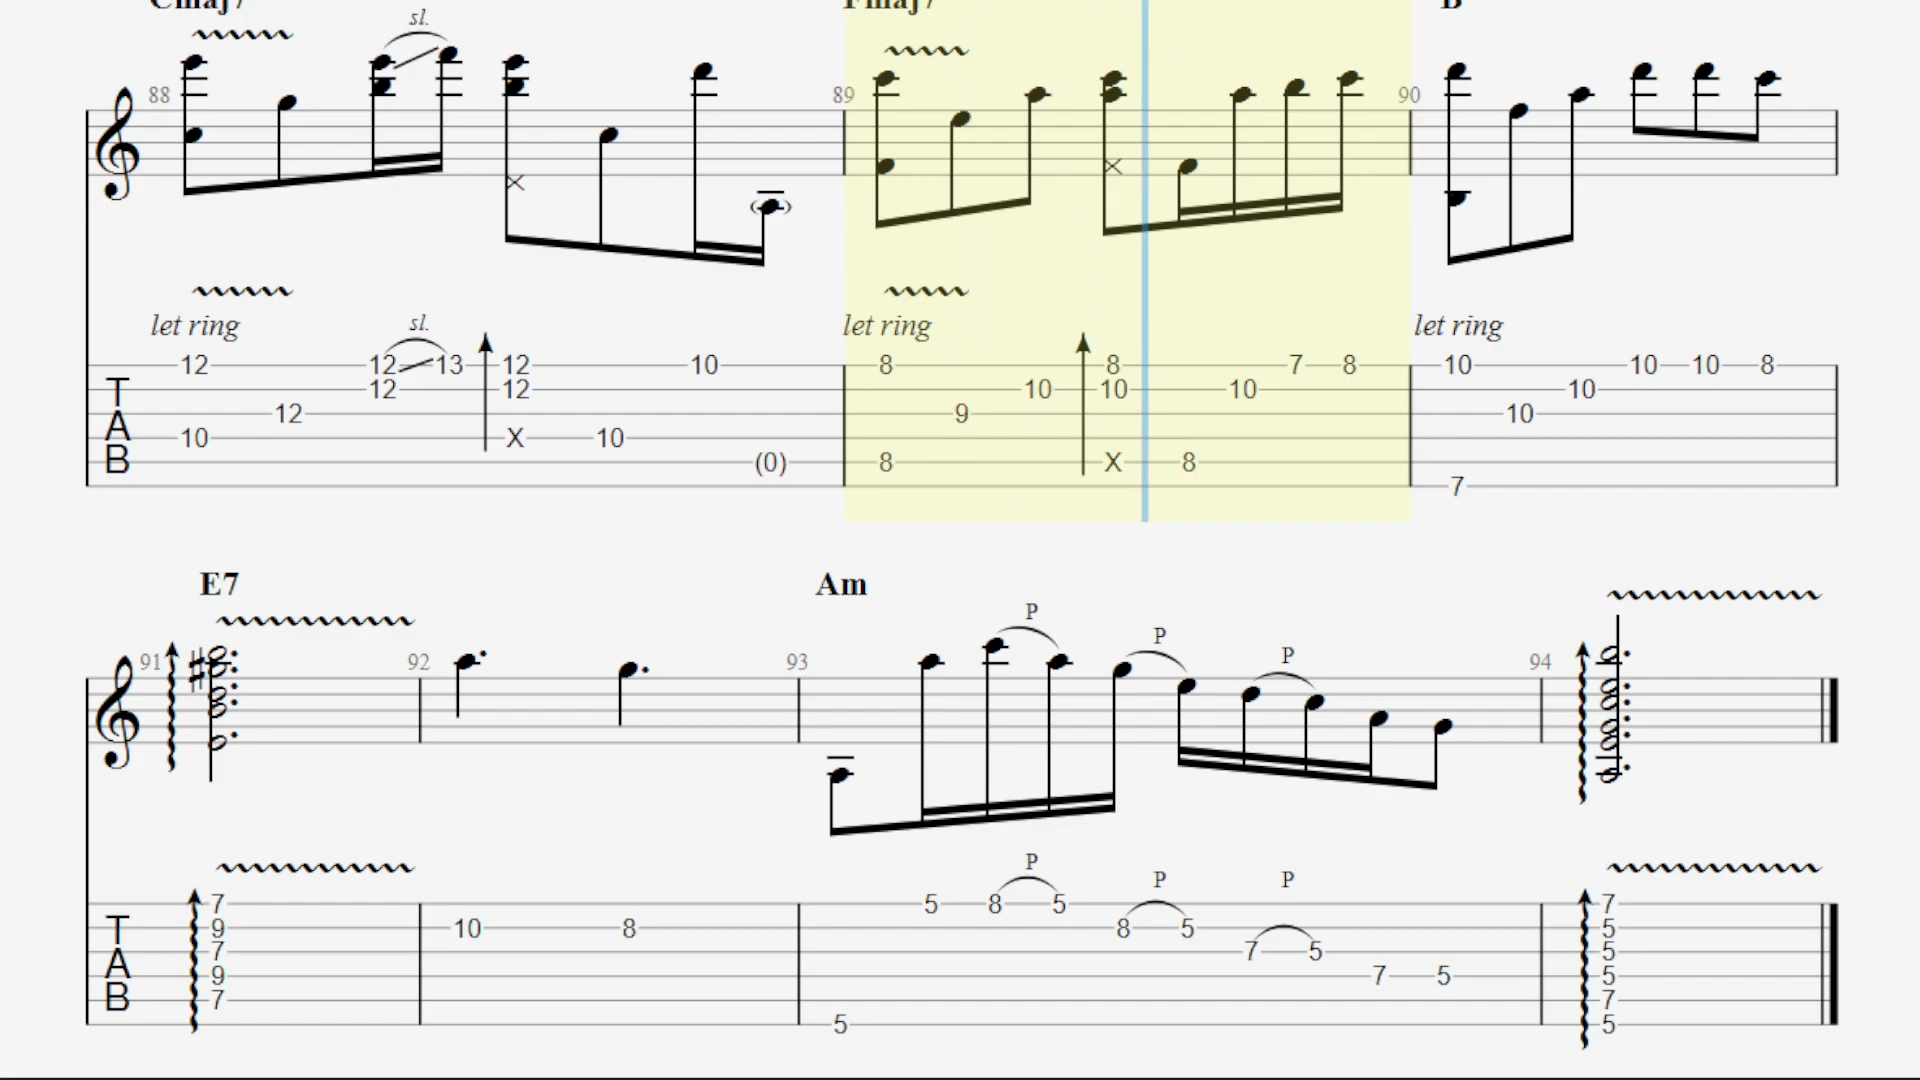 Cmaj7 Fmaj7 B
sl.
88 89 90
let ring sl. let ring let ring
12 12 13 12 10 8 8 7 8 10 10 10 8
T 12 12 10 10 10 10
A 12 9 10
10 X 10
B (0) 8 X 8
7
E7 Am
P P P
91 92 93 94
P P P
7 5 8 5 7
T 9 10 8 8 5 5
A 7 7 5 5
9 7 5 5
B 7 7
5 5